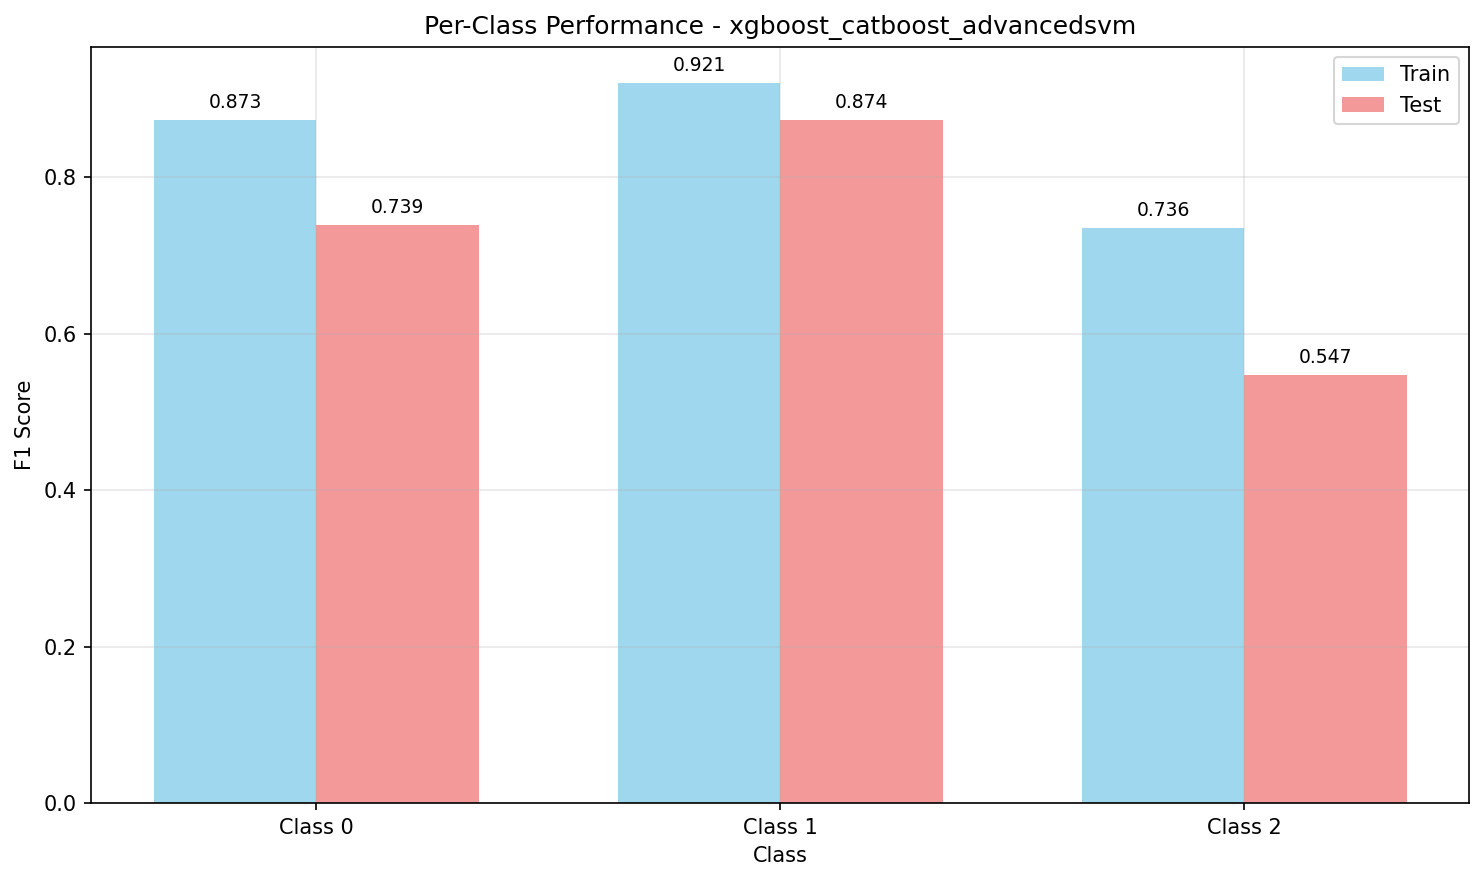 Per-Class Performance - xgboost_catboost_advancedsvm
Train
Test
0.873
0.739
0.921
0.874
0.736
0.547
F1 Score
0.8
0.6
0.4
0.2
0.0
Class 0
Class 1
Class 2
Class